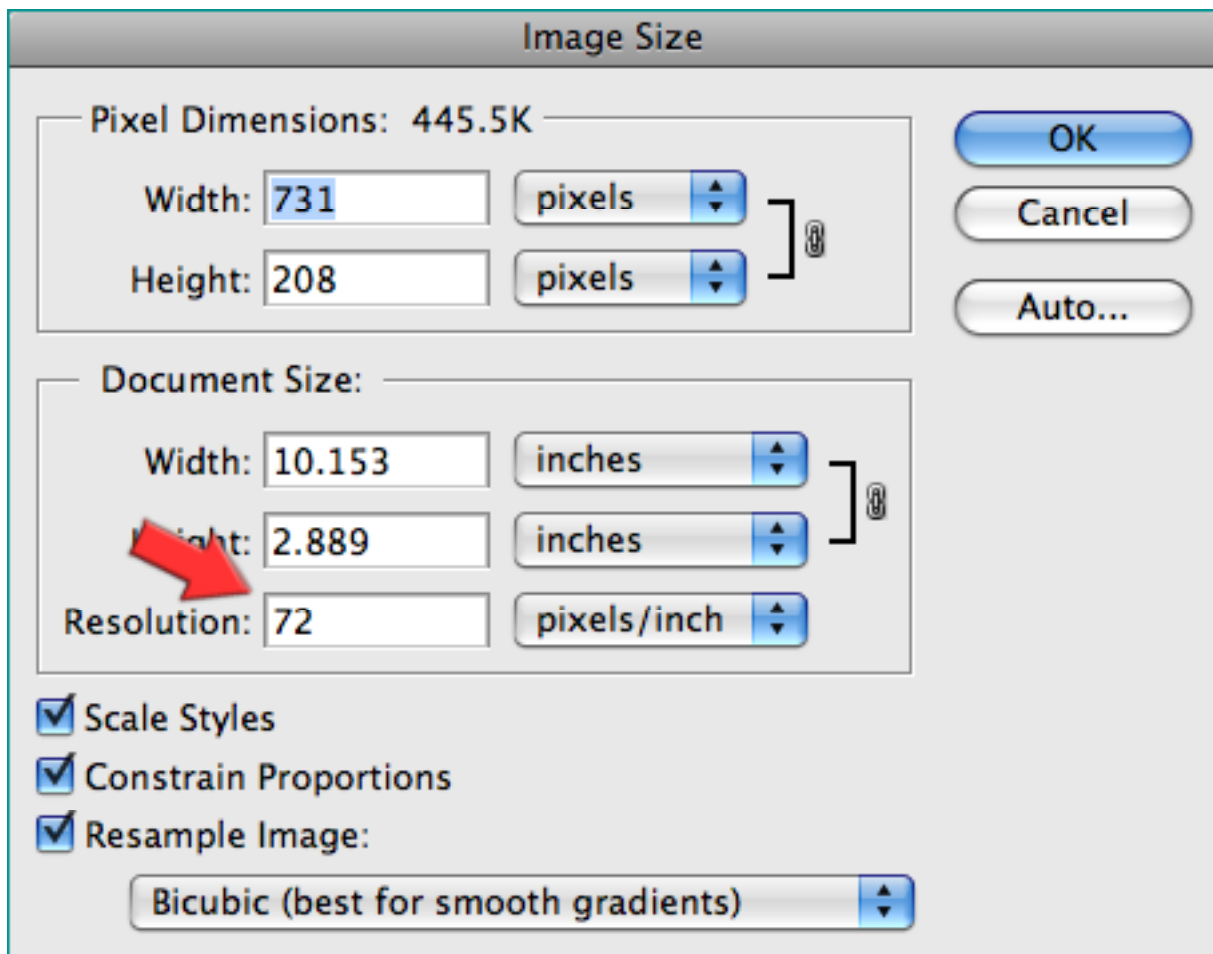 Image Size
Pixel Dimensions: 445.5K
Width: 731 pixels
Height: 208 pixels
OK
Cancel
Auto...
Document Size:
Width: 10.153 inches
2.889 inches
Resolution: 72 pixels/inch
Scale Styles
Constrain Proportions
Resample Image:
Bicubic (best for smooth gradients)